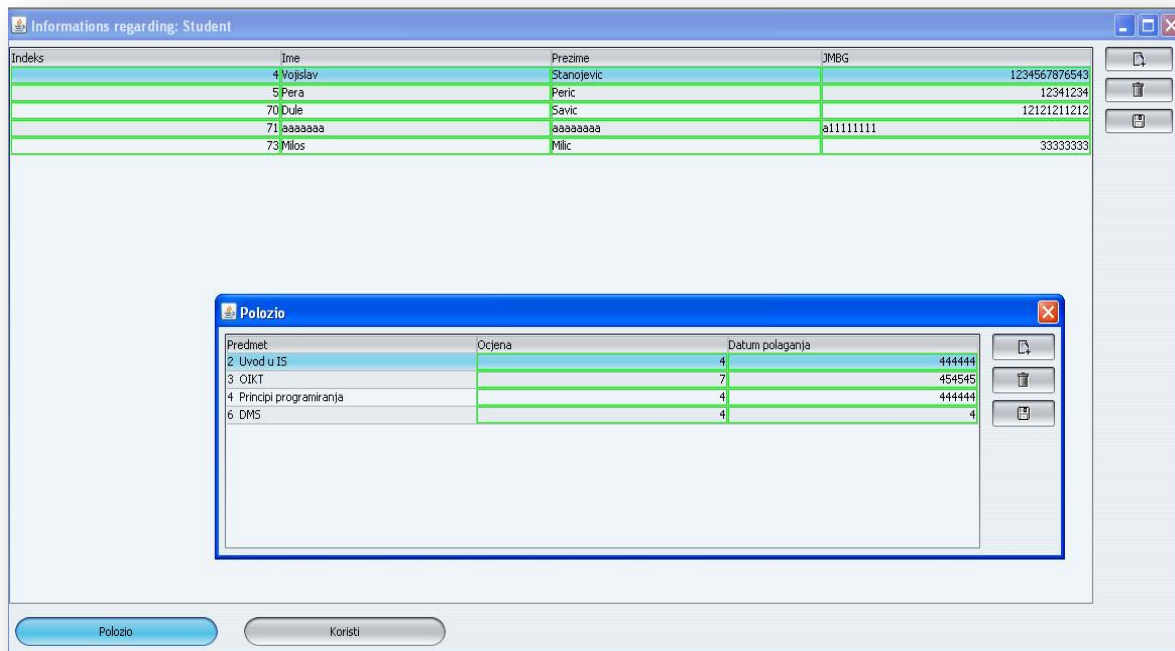 Informations regarding: Student
Indeks Ime Prezime JMBG
4 Vojislav Stanojevic 1234567876543
5 Pera Peric 12341234
70 Dule Savic 12121211212
71 aaaaaaa aaaaaaaa a11111111
73 Milos Milic 33333333
Polozio
Predmet Ocjena Datum polaganja
2 Uvod u IS 4 444444
3 OIKT 7 454545
4 Principi programiranja 4 444444
6 DMS 4 4
Polozio Koristi